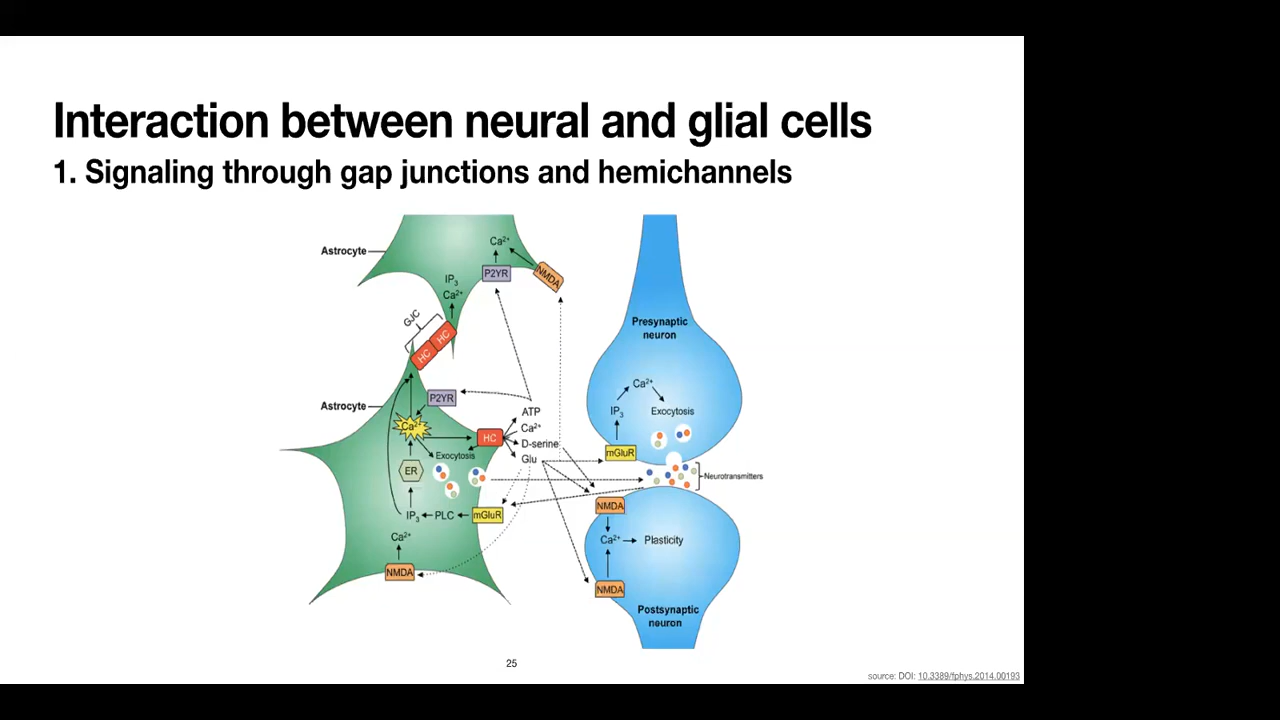 Interaction between neural and glial cells
1. Signaling through gap junctions and hemichannels
Astrocyte
Ca²⁺
P2YR
NMDA
IP₃
Ca²⁺
GJC
HC
HC
Astrocyte
P2YR
Ca²⁺
HC
Exocytosis
ER
IP₃
PLC
mGluR
Ca²⁺
NMDA
ATP
Ca²⁺
D-serine
Glu
Presynaptic
neuron
Ca²⁺
IP₃
Exocytosis
mGluR
Neurotransmitters
NMDA
Ca²⁺
Plasticity
NMDA
Postsynaptic
neuron
25
source: DOI: 10.3389/fphys.2014.00193